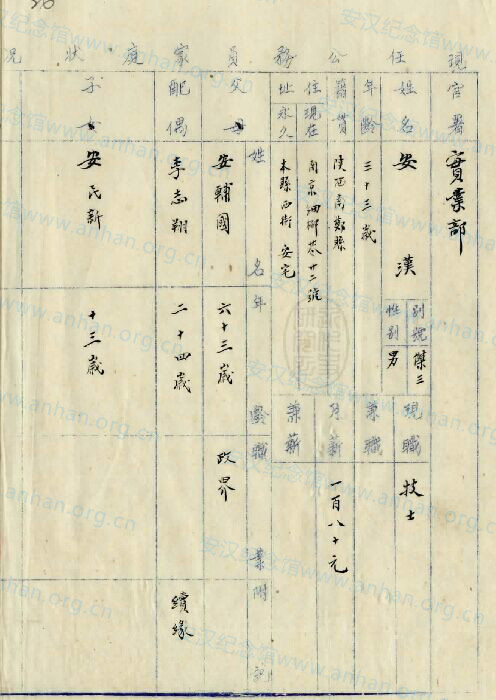 26
現任公務員家庭狀況
官署 實業部
姓名 安漢
別號 傑三
性別 男
現職 技士
年齡 三十三歲
兼職
籍貫 陝西南鄭縣
月薪 一百八十元
住址 現在 南京細柳巷廿二號
永久 本縣西街安宅
兼薪
姓名 年齡 職業 附記
父母 安輔國 六十三歲 政界
配偶 李志翔 二十四歲 續緣
子女 安民新 十三歲
安汉纪念馆www.anhan.org.cn